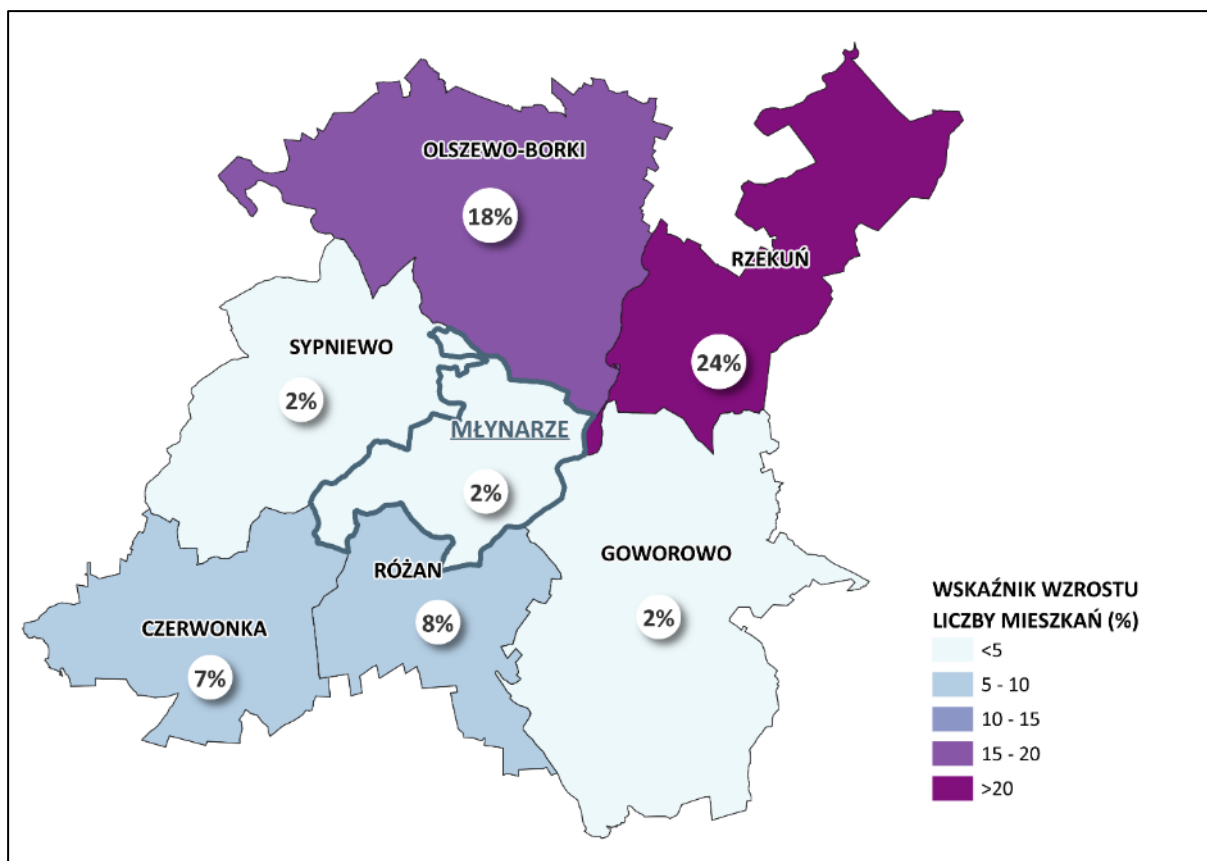 OLSZEWO-BORKI
18%
RZEKUŃ
24%
SYPNIEWO
2%
MŁYNARZE
2%
GOWOROWO
2%
RÓŻAN
8%
CZERWONKA
7%
WSKAŹNIK WZROSTU
LICZBY MIESZKAŃ (%)
<5
5 - 10
10 - 15
15 - 20
>20